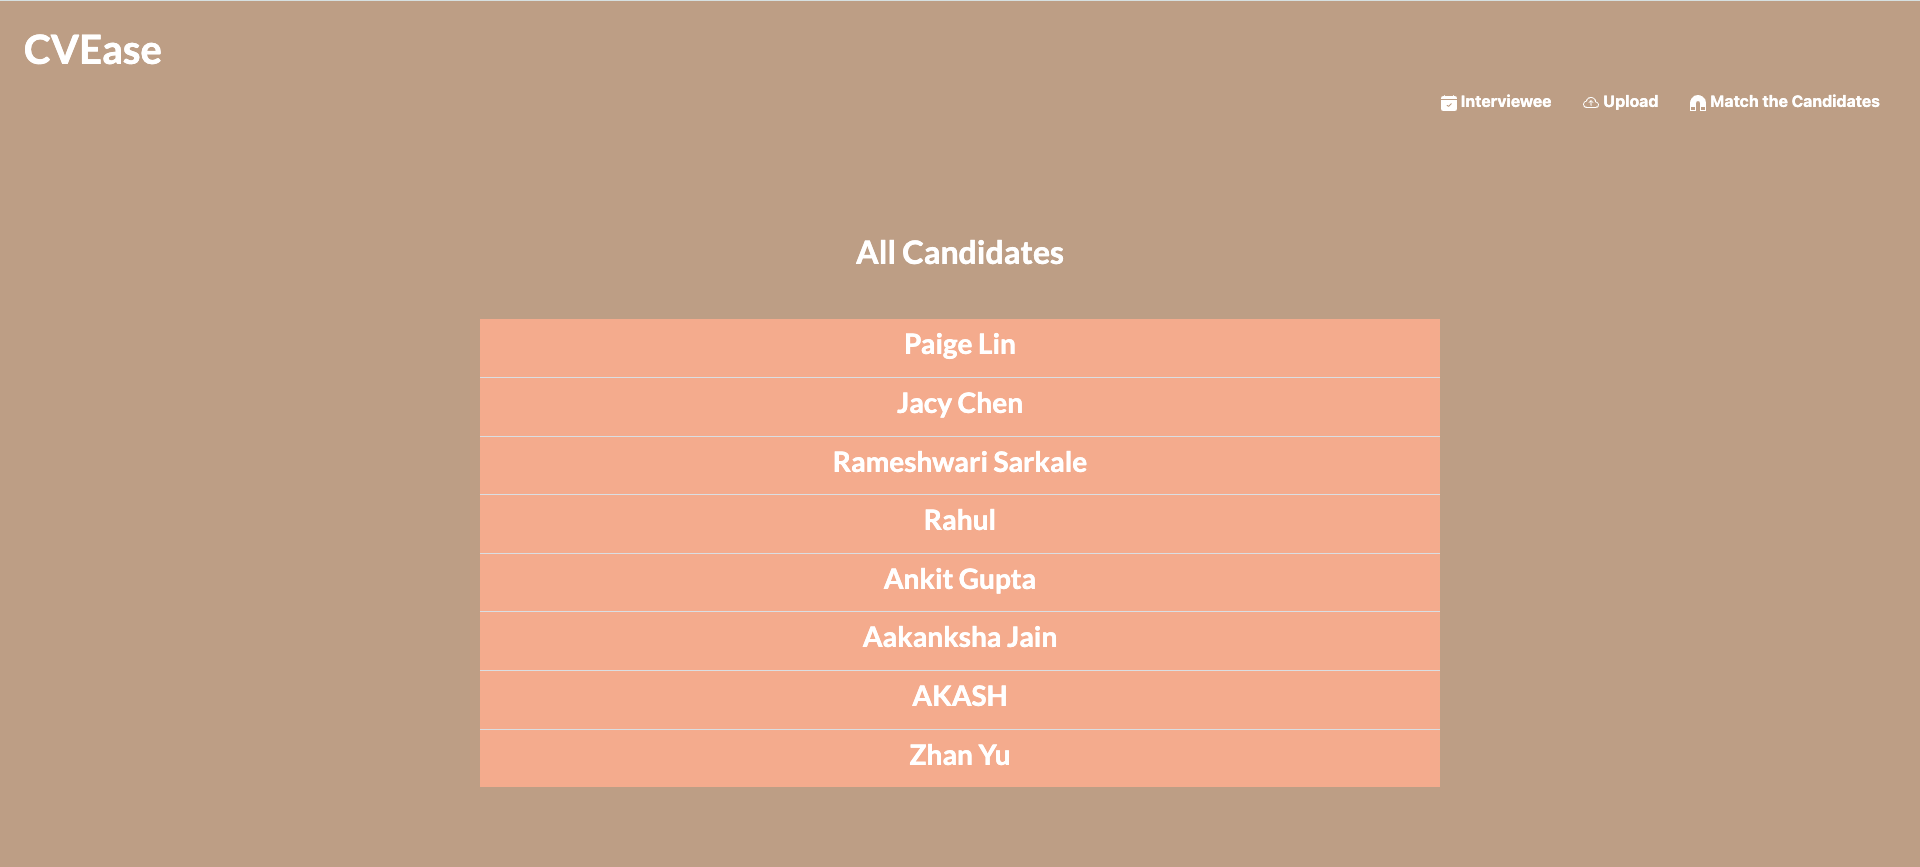 CVEase
Interviewee Upload Match the Candidates
All Candidates
Paige Lin
Jacy Chen
Rameshwari Sarkale
Rahul
Ankit Gupta
Aakanksha Jain
AKASH
Zhan Yu